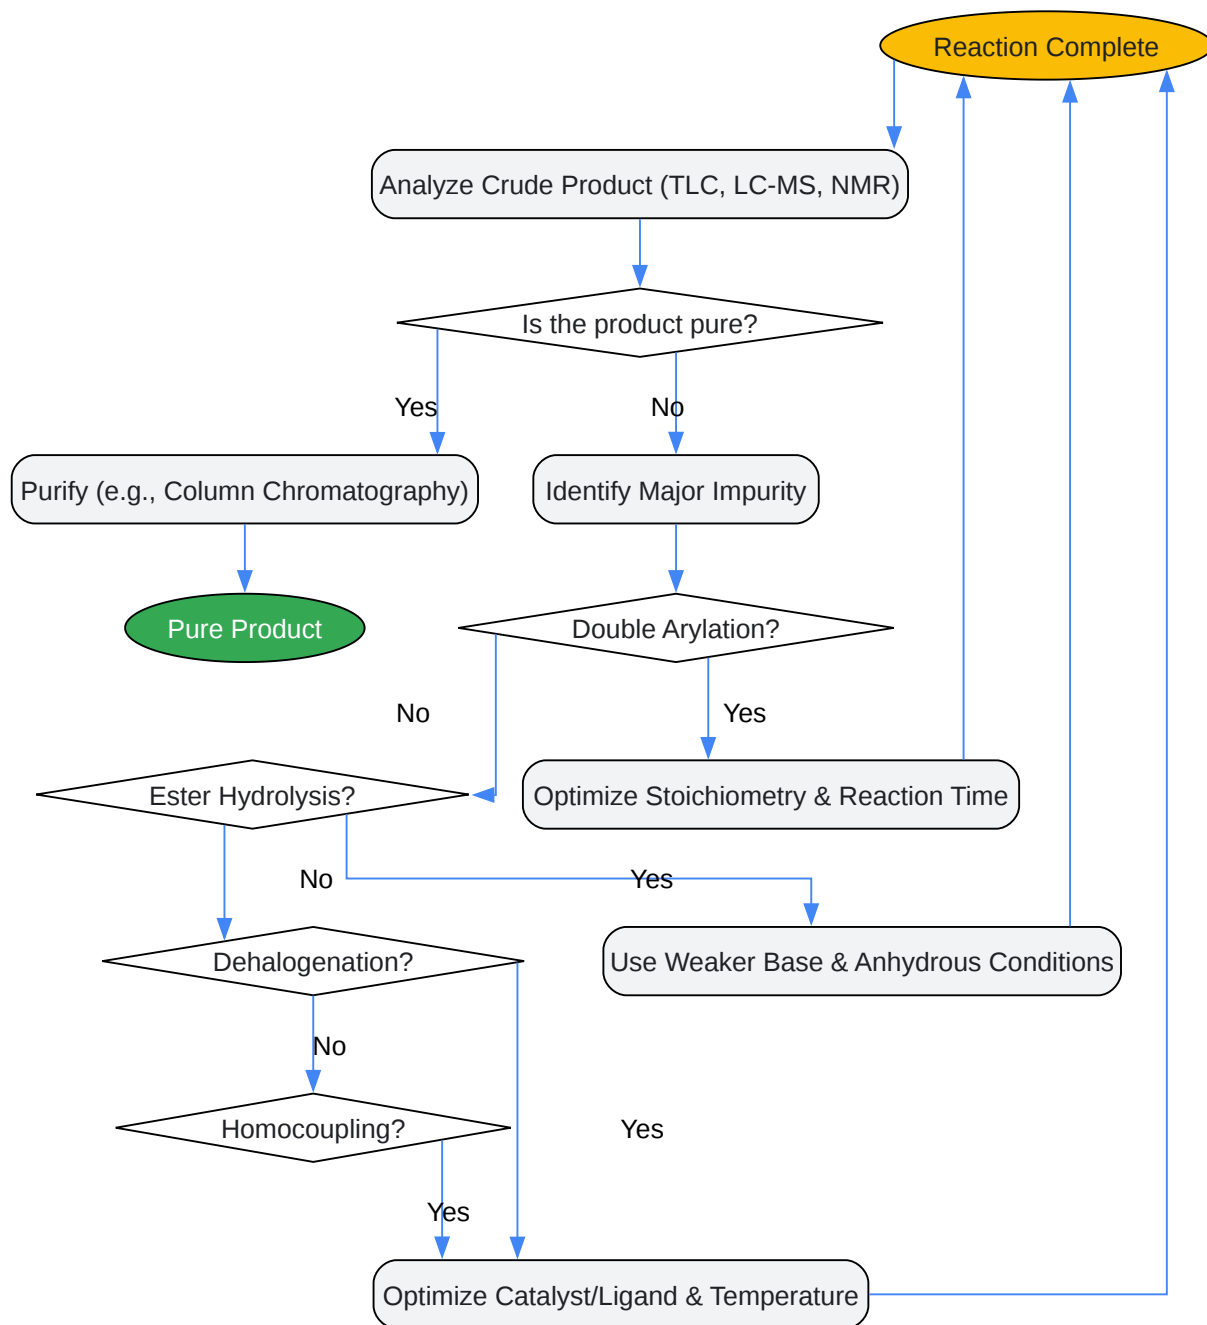 Reaction Complete
Analyze Crude Product (TLC, LC-MS, NMR)
Is the product pure?
Yes
No
Purify (e.g., Column Chromatography)
Identify Major Impurity
Pure Product
Double Arylation?
No
Yes
Ester Hydrolysis?
Optimize Stoichiometry & Reaction Time
No
Yes
Dehalogenation?
Use Weaker Base & Anhydrous Conditions
No
Homocoupling?
Yes
Yes
Optimize Catalyst/Ligand & Temperature